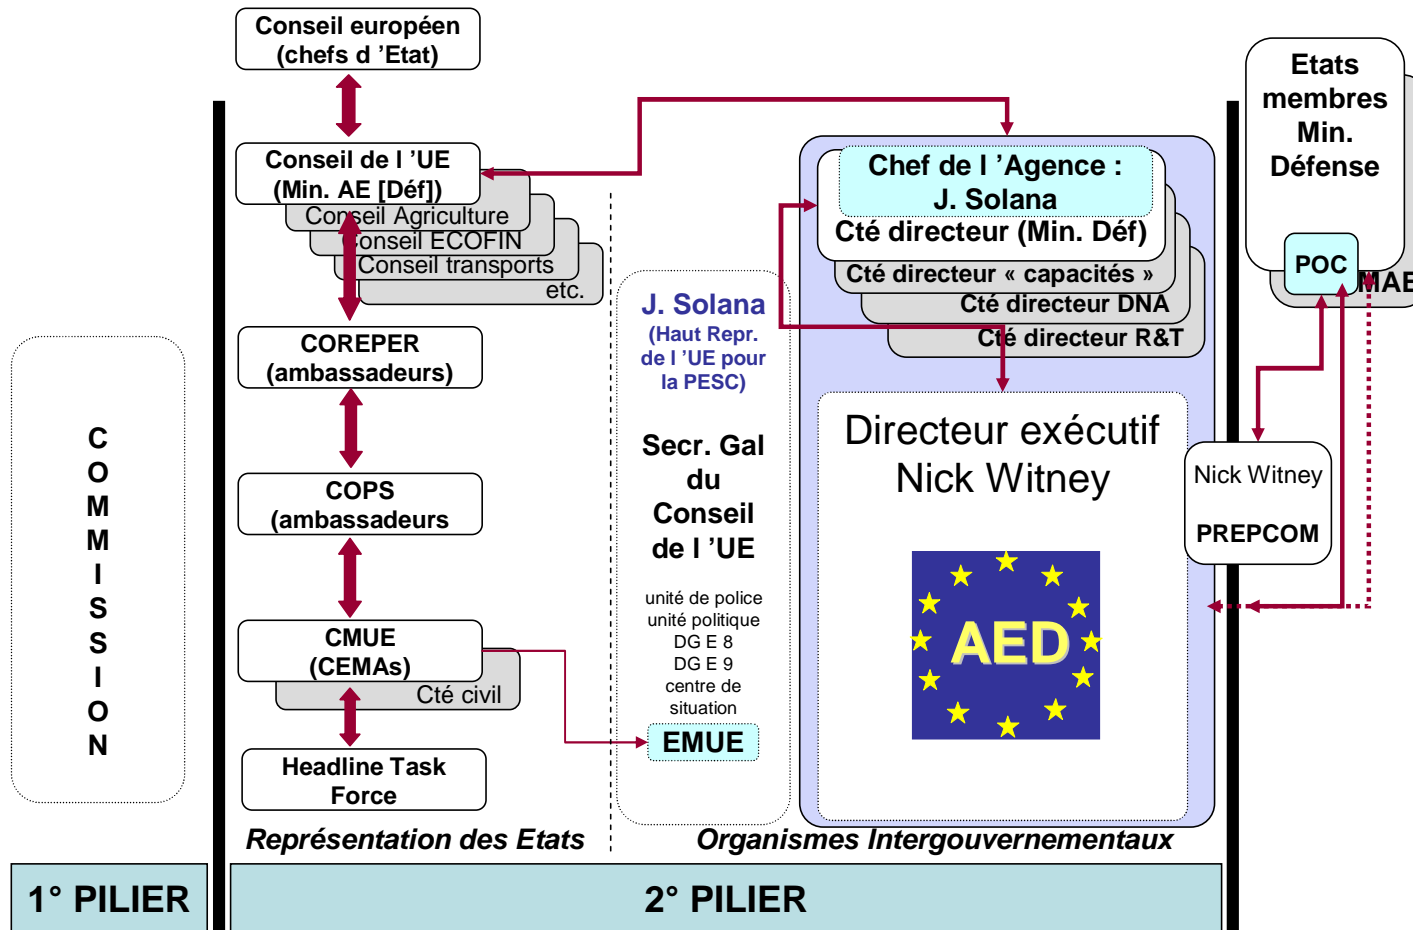 Conseil européen
(chefs d ’Etat)
Conseil de l ’UE
(Min. AE [Déf])
Conseil Agriculture
Conseil ECOFIN
Conseil transports
etc.
COREPER
(ambassadeurs)
COPS
(ambassadeurs
CMUE
(CEMAs)
Cté civil
Headline Task
Force
Représentation des Etats
C
O
M
M
I
S
S
I
O
N
J. Solana
(Haut Repr.
de l ’UE pour
la PESC)
Secr. Gal
du
Conseil
de l ’UE
unité de police
unité politique
DG E 8
DG E 9
centre de
situation
EMUE
Chef de l ’Agence :
J. Solana
Cté directeur (Min. Déf)
Cté directeur « capacités »
Cté directeur DNA
Cté directeur R&T
Directeur exécutif
Nick Witney
AED
Organismes Intergouvernementaux
Etats
membres
Min.
Défense
POC
MAE
Nick Witney
PREPCOM
1° PILIER
2° PILIER